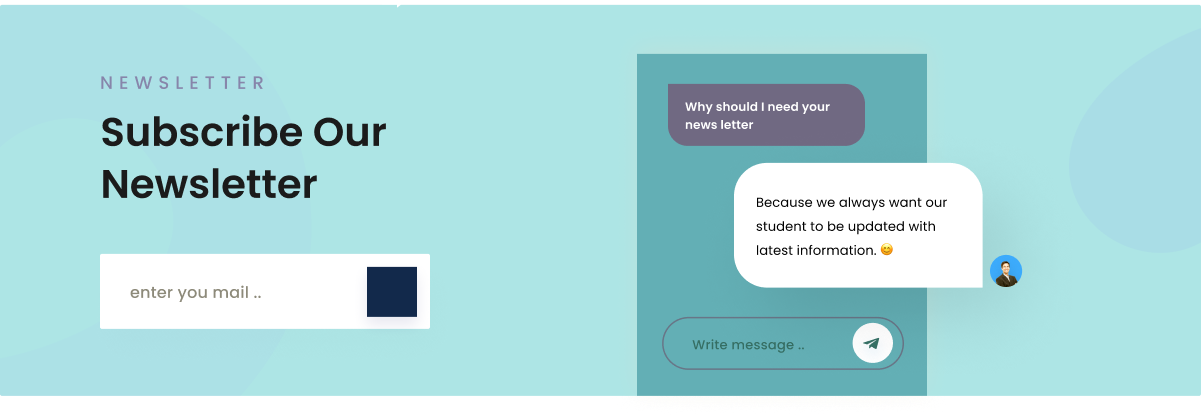 NEWSLETTER
Subscribe Our
Newsletter
enter you mail ..
Why should I need your
news letter
Because we always want our
student to be updated with
latest information. 😊
Write message ..